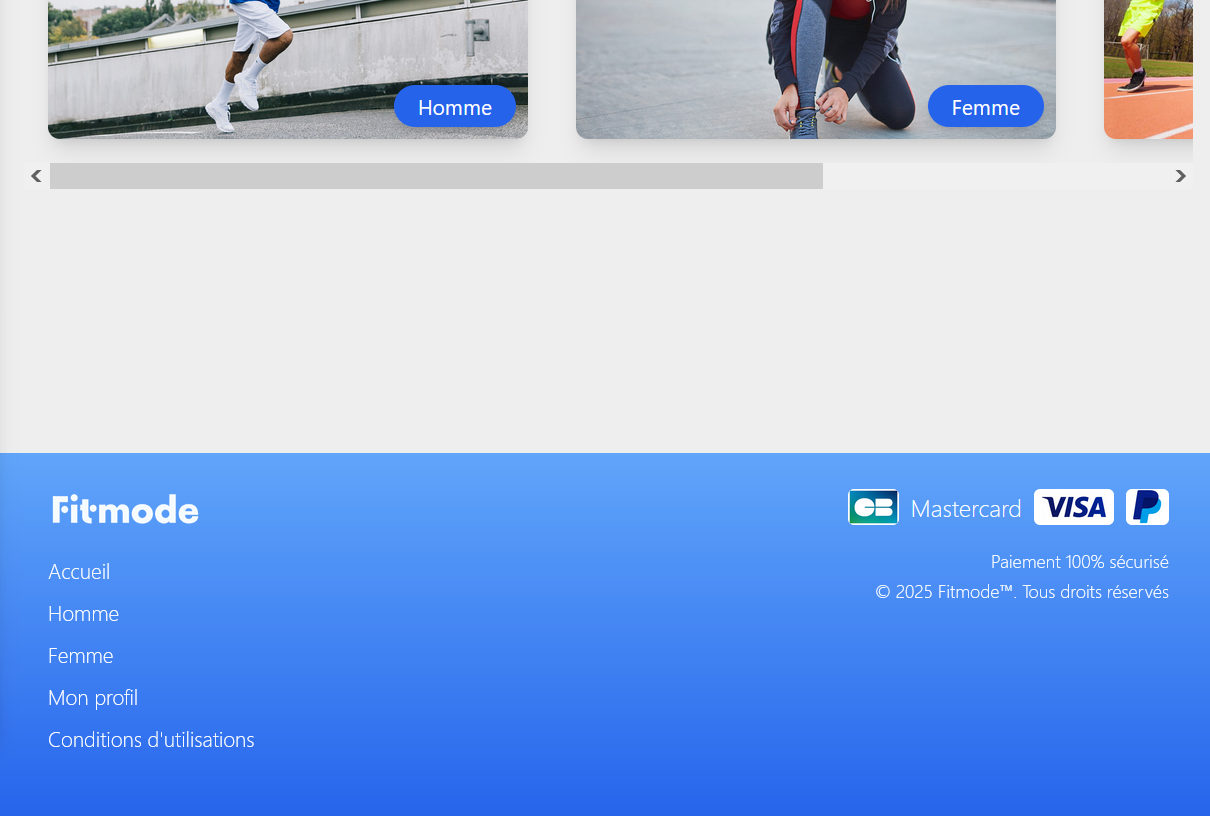 Homme
Femme
Fitmode
Accueil
Homme
Femme
Mon profil
Conditions d'utilisations
CB Mastercard VISA P
Paiement 100% sécurisé
© 2025 Fitmode™. Tous droits réservés